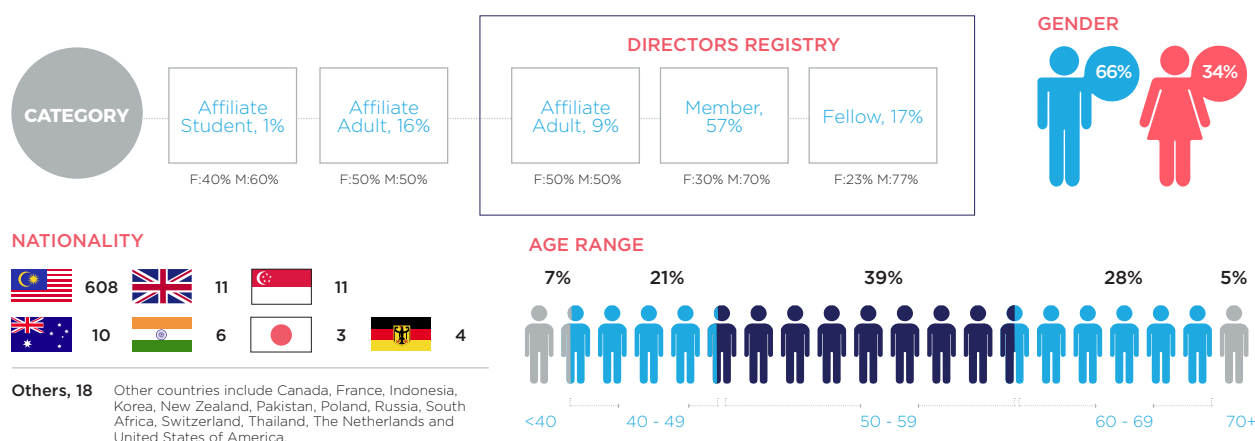 CATEGORY
Affiliate
Student, 1%
F:40% M:60%
Affiliate
Adult, 16%
F:50% M:50%
DIRECTORS REGISTRY
Affiliate
Adult, 9%
F:50% M:50%
Member,
57%
F:30% M:70%
Fellow, 17%
F:23% M:77%
GENDER
66%
34%
NATIONALITY
608
11
11
10
6
3
4
Others, 18
Other countries include Canada, France, Indonesia,
Korea, New Zealand, Pakistan, Poland, Russia, South
Africa, Switzerland, Thailand, The Netherlands and
United States of America.
AGE RANGE
7%
21%
39%
28%
5%
<40
40 - 49
50 - 59
60 - 69
70+